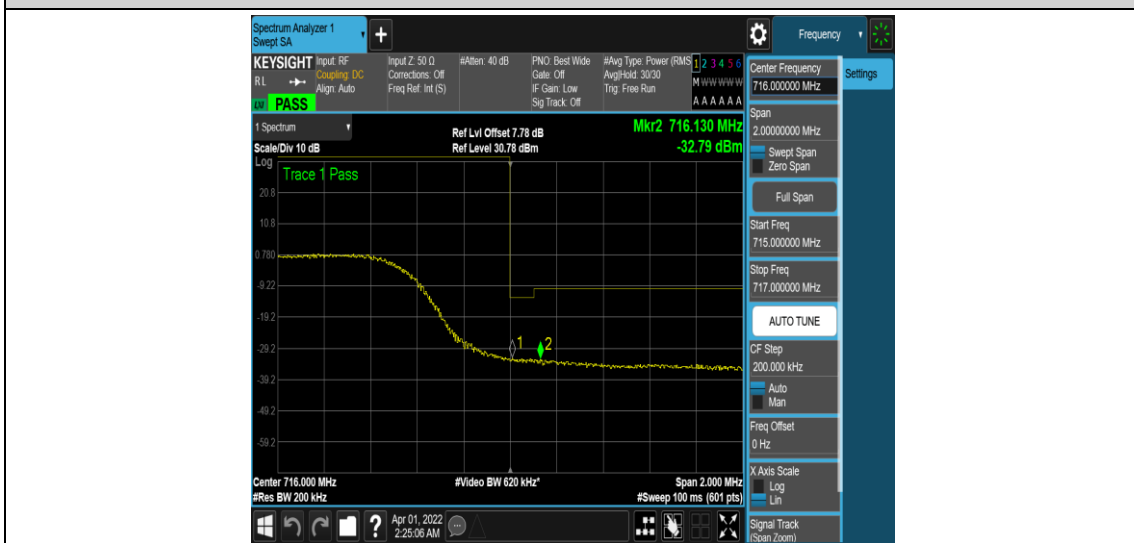 Spectrum Analyzer 1
Swept SA
Frequency
KEYSIGHT
RL
LXI
PASS
Input: RF
Coupling: DC
Align: Auto
Input Z: 50 Ω
Corrections: Off
Freq Ref: Int (S)
#Atten: 40 dB
PNO: Best Wide
Gate: Off
IF Gain: Low
Sig Track: Off
#Avg Type: Power (RMS
Avg|Hold: 30/30
Trig: Free Run
1 2 3 4 5 6
M W W W W W
A A A A A A
1 Spectrum
Scale/Div 10 dB
Ref Lvl Offset 7.78 dB
Ref Level 30.78 dBm
Mkr2 716.130 MHz
-32.79 dBm
Log
Trace 1 Pass
20.8
10.8
0.780
-9.22
-19.2
-29.2
-39.2
-49.2
-59.2
1
2
Center 716.000 MHz
#Res BW 200 kHz
#Video BW 620 kHz*
Span 2.000 MHz
#Sweep 100 ms (601 pts)
Apr 01, 2022
2:25:06 AM
Center Frequency
716.000000 MHz
Settings
Span
2.00000000 MHz
Swept Span
Zero Span
Full Span
Start Freq
715.000000 MHz
Stop Freq
717.000000 MHz
AUTO TUNE
CF Step
200.000 kHz
Auto
Man
Freq Offset
0 Hz
X Axis Scale
Log
Lin
Signal Track
(Span Zoom)